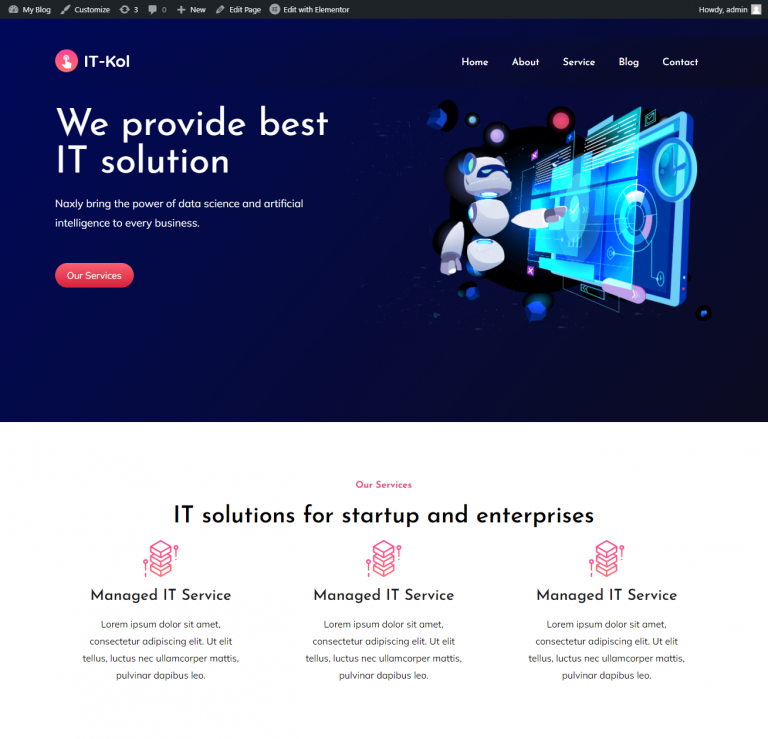 My Blog Customize 3 0 New Edit Page Edit with Elementor Howdy, admin
IT-Kol Home About Service Blog Contact
We provide best
IT solution
Naxly bring the power of data science and artificial
intelligence to every business.
Our Services
Our Services
IT solutions for startup and enterprises
Managed IT Service
Lorem ipsum dolor sit amet,
consectetur adipiscing elit. Ut elit
tellus, luctus nec ullamcorper mattis,
pulvinar dapibus leo.
Managed IT Service
Lorem ipsum dolor sit amet,
consectetur adipiscing elit. Ut elit
tellus, luctus nec ullamcorper mattis,
pulvinar dapibus leo.
Managed IT Service
Lorem ipsum dolor sit amet,
consectetur adipiscing elit. Ut elit
tellus, luctus nec ullamcorper mattis,
pulvinar dapibus leo.